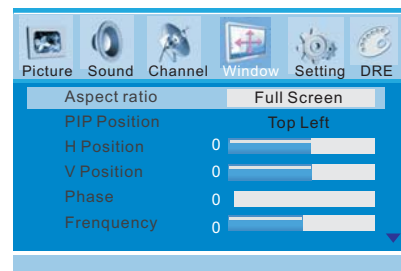 Picture Sound Channel Window Setting DRE
Aspect ratio Full Screen
PIP Position Top Left
H Position 0
V Position 0
Phase 0
Frenquency 0